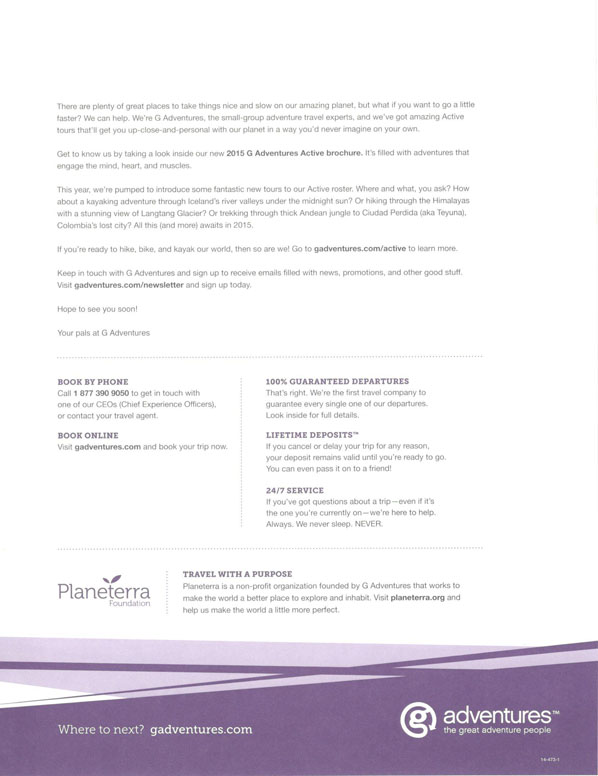 There are plenty of great places to take things nice and slow on our amazing planet, but what if you want to go a little
faster? We can help. We're G Adventures, the small-group adventure travel experts, and we've got amazing Active
tours that'll get you up-close-and-personal with our planet in a way you'd never imagine on your own.
Get to know us by taking a look inside our new 2015 G Adventures Active brochure. It's filled with adventures that
engage the mind, heart, and muscles.
This year, we're pumped to introduce some fantastic new tours to our Active roster. Where and what, you ask? How
about a kayaking adventure through Iceland's river valleys under the midnight sun? Or hiking through the Himalayas
with a stunning view of Langtang Glacier? Or trekking through thick Andean jungle to Ciudad Perdida (aka Teyuna),
Colombia's lost city? All this (and more) awaits in 2015.
If you're ready to hike, bike, and kayak our world, then so are we! Go to gadventures.com/active to learn more.
Keep in touch with G Adventures and sign up to receive emails filled with news, promotions, and other good stuff.
Visit gadventures.com/newsletter and sign up today.
Hope to see you soon!
Your pals at G Adventures
BOOK BY PHONE
Call 1 877 390 9050 to get in touch with
one of our CEOs (Chief Experience Officers),
or contact your travel agent.
BOOK ONLINE
Visit gadventures.com and book your trip now.
100% GUARANTEED DEPARTURES
That's right. We're the first travel company to
guarantee every single one of our departures.
Look inside for full details.
LIFETIME DEPOSITS™
If you cancel or delay your trip for any reason,
your deposit remains valid until you're ready to go.
You can even pass it on to a friend!
24/7 SERVICE
If you've got questions about a trip—even if it's
the one you're currently on—we're here to help.
Always. We never sleep. NEVER.
Planeterra
Foundation
TRAVEL WITH A PURPOSE
Planeterra is a non-profit organization founded by G Adventures that works to
make the world a better place to explore and inhabit. Visit planeterra.org and
help us make the world a little more perfect.
Where to next? gadventures.com
g adventures™
the great adventure people
14-473-1